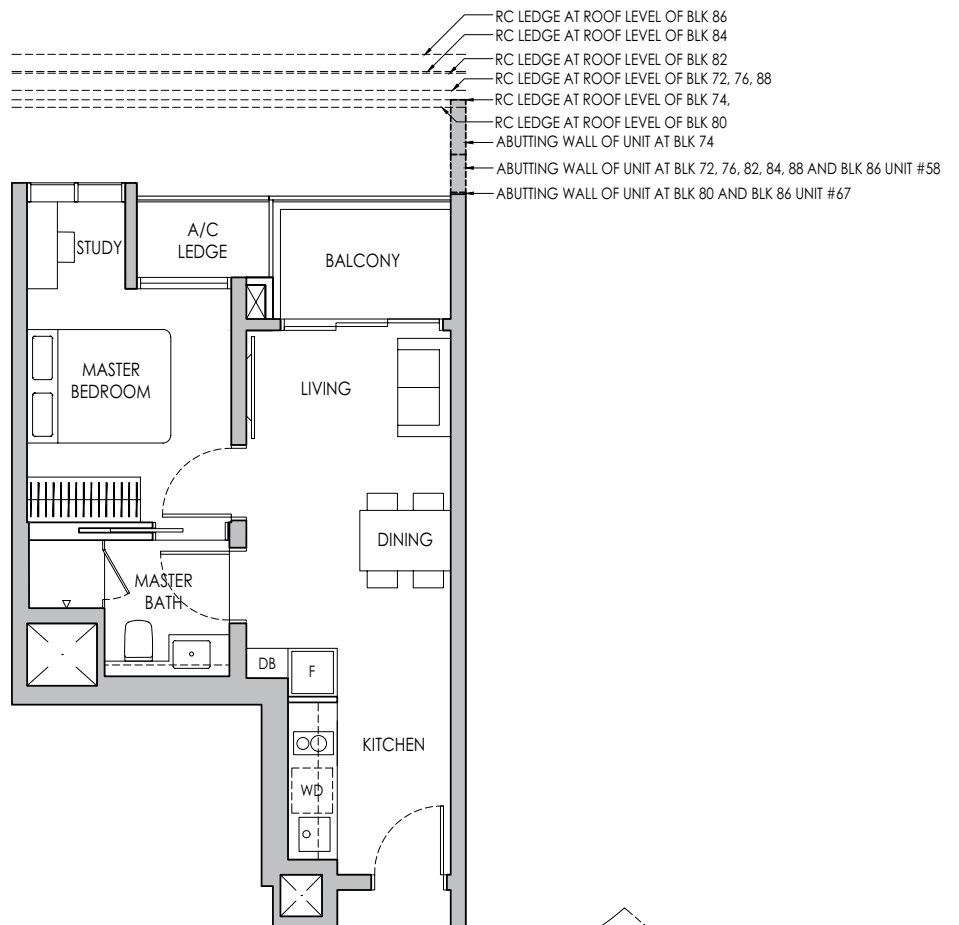 RC LEDGE AT ROOF LEVEL OF BLK 86
RC LEDGE AT ROOF LEVEL OF BLK 84
RC LEDGE AT ROOF LEVEL OF BLK 82
RC LEDGE AT ROOF LEVEL OF BLK 72, 76, 88
RC LEDGE AT ROOF LEVEL OF BLK 74,
RC LEDGE AT ROOF LEVEL OF BLK 80
ABUTTING WALL OF UNIT AT BLK 74
ABUTTING WALL OF UNIT AT BLK 72, 76, 82, 84, 88 AND BLK 86 UNIT #58
ABUTTING WALL OF UNIT AT BLK 80 AND BLK 86 UNIT #67
STUDY
A/C
LEDGE
BALCONY
MASTER
BEDROOM
LIVING
DINING
MASTER
BATH
DB
F
KITCHEN
WD